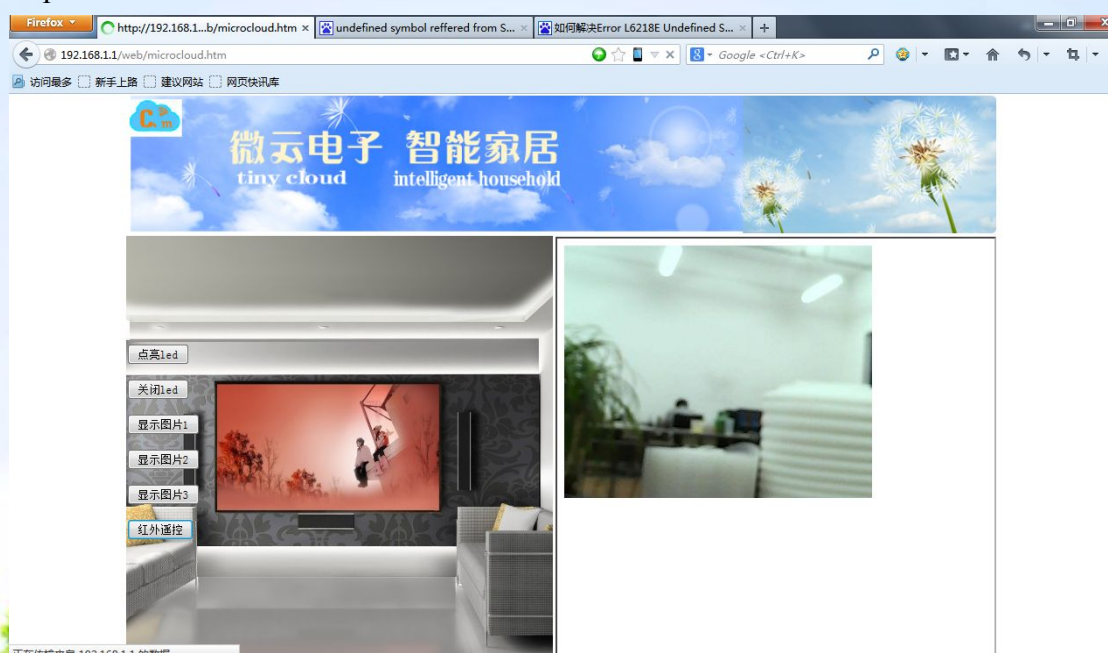 Firefox
http://192.168.1...b/microcloud.htm ×
undefined symbol reffered from S... ×
如何解决Error L6218E Undefined S... ×
+
192.168.1.1/web/microcloud.htm
Google <Ctrl+K>
访问最多 新手上路 建议网站 网页快讯库
微云电子 智能家居
tiny cloud intelligent household
点亮led
关闭led
显示图片1
显示图片2
显示图片3
红外遥控